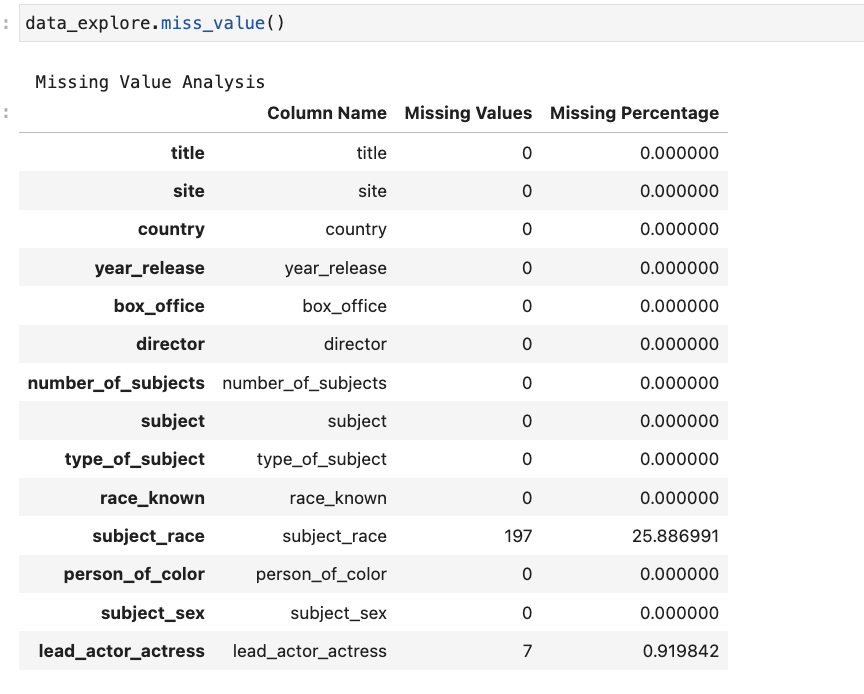 : data_explore.miss_value()
Missing Value Analysis
:
Column Name Missing Values Missing Percentage
title title 0 0.000000
site site 0 0.000000
country country 0 0.000000
year_release year_release 0 0.000000
box_office box_office 0 0.000000
director director 0 0.000000
number_of_subjects number_of_subjects 0 0.000000
subject subject 0 0.000000
type_of_subject type_of_subject 0 0.000000
race_known race_known 0 0.000000
subject_race subject_race 197 25.886991
person_of_color person_of_color 0 0.000000
subject_sex subject_sex 0 0.000000
lead_actor_actress lead_actor_actress 7 0.919842